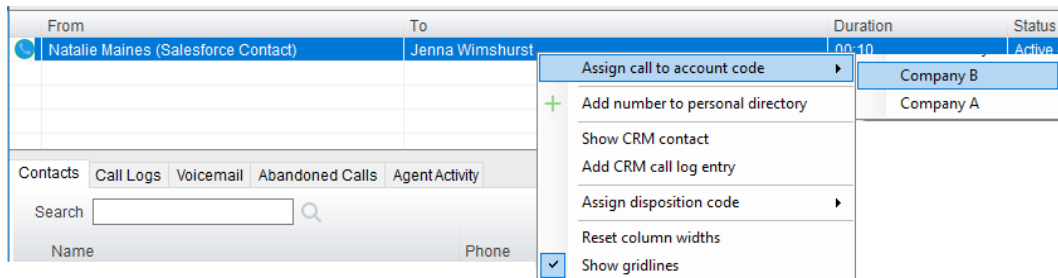 From To Duration Status
Natalie Maines (Salesforce Contact) Jenna Wimshurst 00:10 Active
Assign call to account code
Company B
Add number to personal directory
Company A
Show CRM contact
Add CRM call log entry
Contacts Call Logs Voicemail Abandoned Calls Agent Activity
Assign disposition code
Search
Reset column widths
Name Phone
Show gridlines